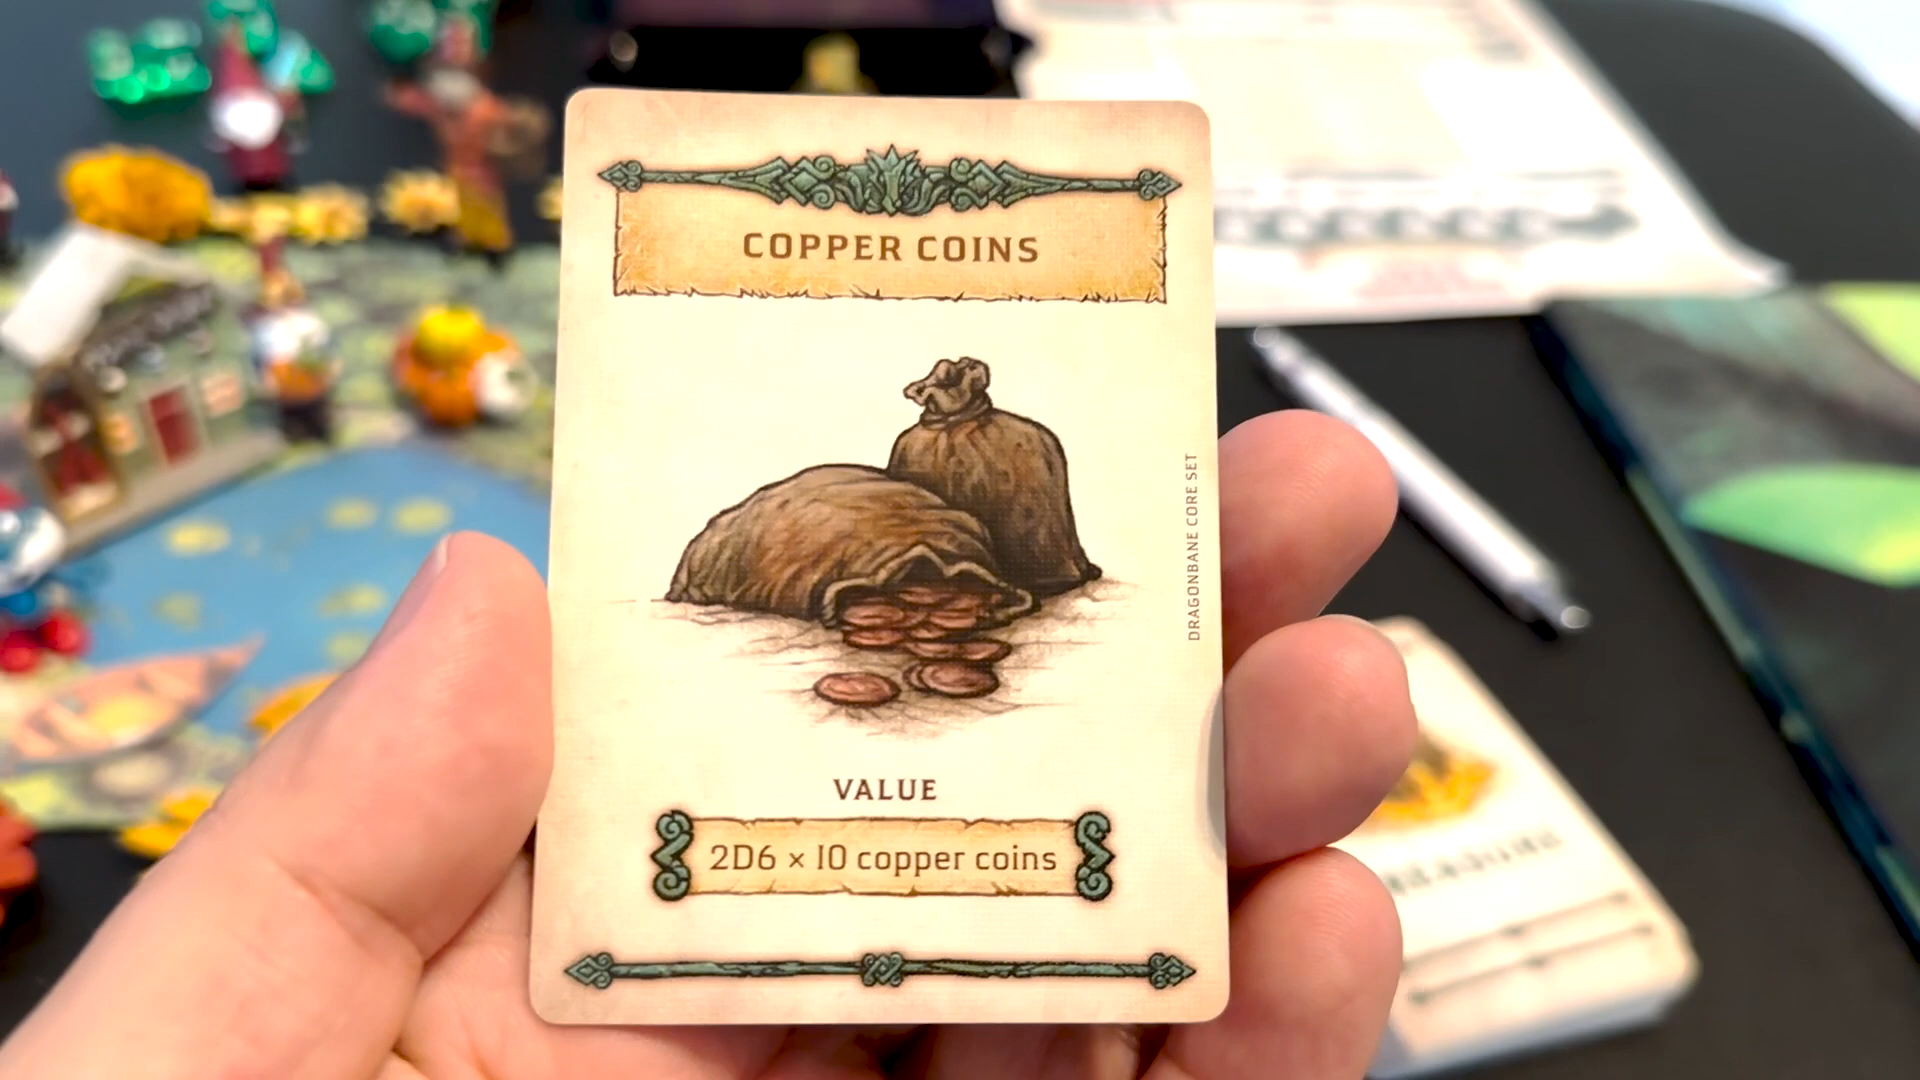 COPPER COINS
DRAGONBANE CORE SET
VALUE
2D6 × 10 copper coins